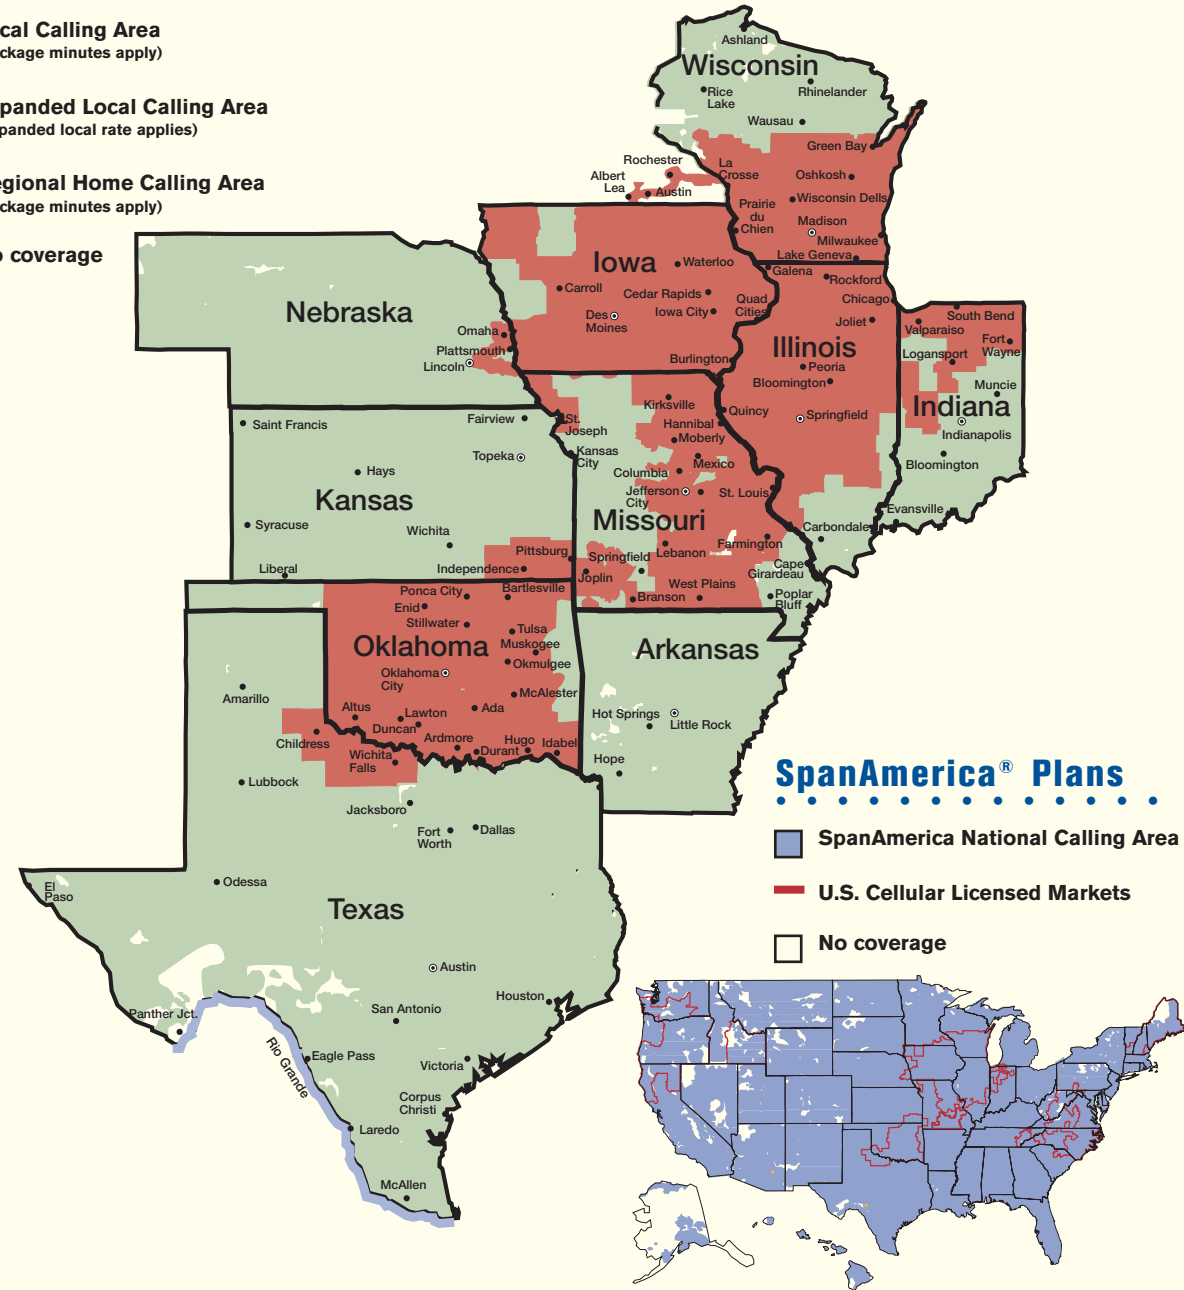 cal Calling Area
ckage minutes apply)
panded Local Calling Area
panded local rate applies)
egional Home Calling Area
ckage minutes apply)
o coverage
Wisconsin
Ashland
Rice
Lake
Rhinelander
Wausau
Green Bay
La
Crosse
Oshkosh
Wisconsin Dells
Prairie
du
Chien
Madison
Milwaukee
Lake Geneva
Rochester
Albert
Lea
Austin
Iowa
Waterloo
Carroll
Cedar Rapids
Iowa City
Des
Moines
Quad
Cities
Burlington
Illinois
Galena
Rockford
Chicago
Joliet
Peoria
Bloomington
Quincy
Springfield
Carbondale
Indiana
South Bend
Valparaiso
Fort
Wayne
Logansport
Muncie
Indianapolis
Bloomington
Evansville
Nebraska
Omaha
Plattsmouth
Lincoln
Kansas
Saint Francis
Fairview
Topeka
Hays
Syracuse
Wichita
Liberal
Independence
Pittsburg
Missouri
St.
Joseph
Kansas
City
Kirksville
Hannibal
Moberly
Mexico
Columbia
Jefferson
City
St. Louis
Farmington
Lebanon
Springfield
Joplin
Branson
West Plains
Cape
Girardeau
Poplar
Bluff
Oklahoma
Ponca City
Bartlesville
Enid
Stillwater
Tulsa
Muskogee
Okmulgee
Oklahoma
City
McAlester
Altus
Lawton
Ada
Duncan
Ardmore
Durant
Hugo
Idabel
Arkansas
Hot Springs
Little Rock
Hope
Texas
Amarillo
Childress
Wichita
Falls
Lubbock
Jacksboro
Fort
Worth
Dallas
Odessa
El
Paso
Austin
San Antonio
Houston
Panther Jct.
Eagle Pass
Rio Grande
Victoria
Corpus
Christi
Laredo
McAllen
SpanAmerica® Plans
SpanAmerica National Calling Area
U.S. Cellular Licensed Markets
No coverage